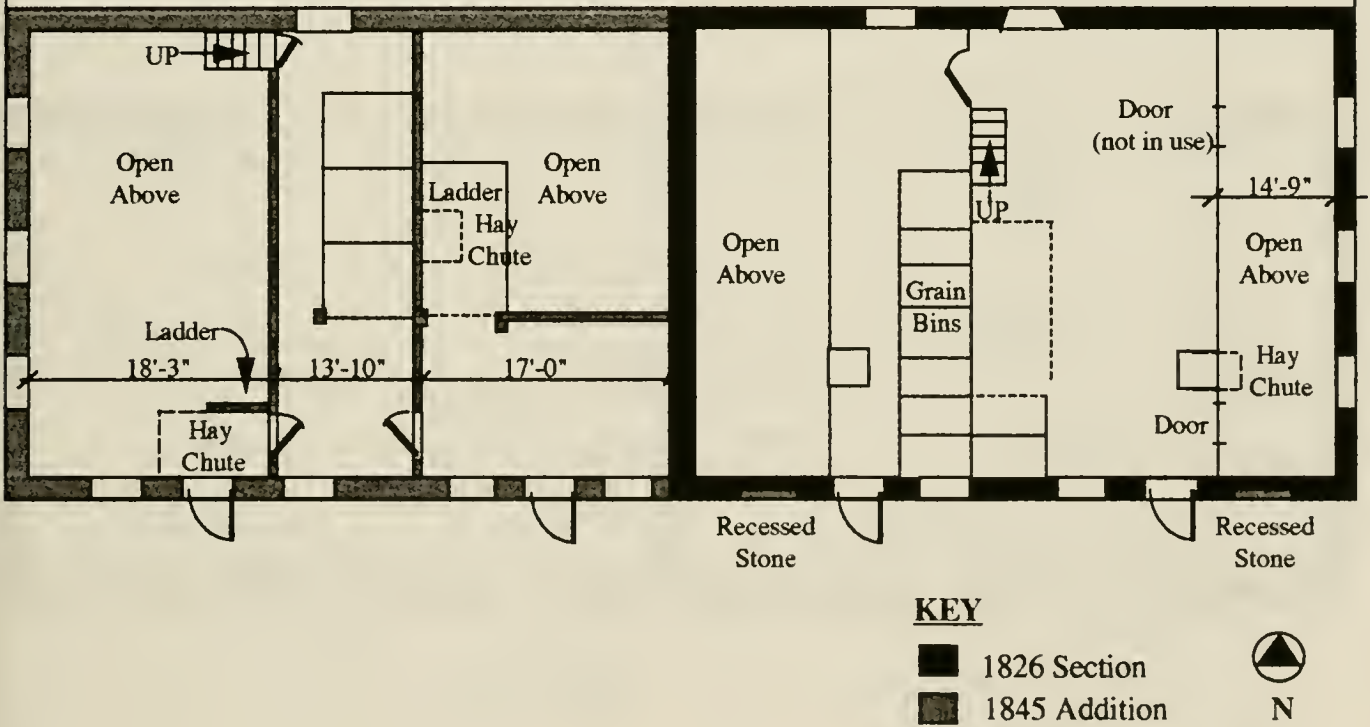 UP
Open
Above
Ladder
Hay
Chute
Open
Above
Door
(not in use)
14'-9"
UP
Open
Above
Open
Above
Grain
Bins
Ladder
18'-3"
13'-10"
17'-0"
Hay
Chute
Hay
Chute
Door
Recessed
Stone
Recessed
Stone
KEY
1826 Section
1845 Addition
N